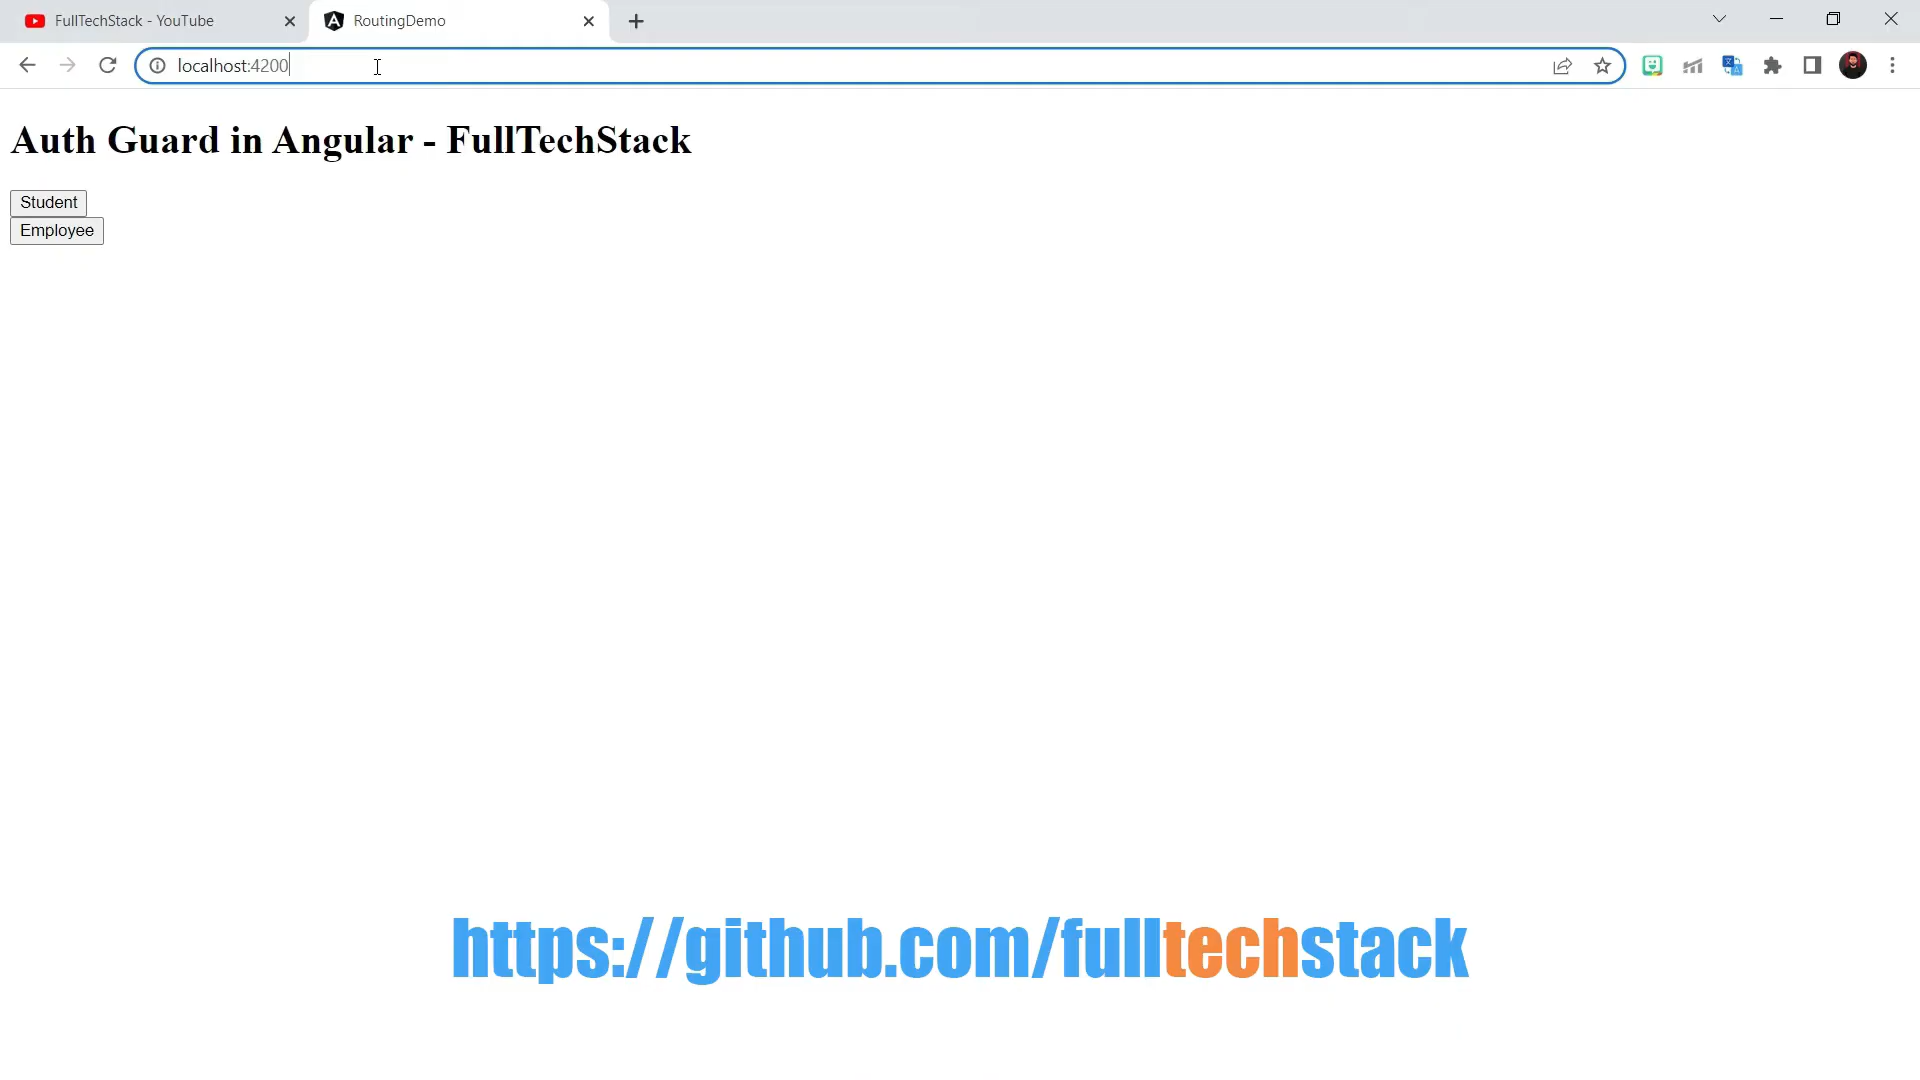 FullTechStack - YouTube
RoutingDemo
localhost:4200
Auth Guard in Angular - FullTechStack
Student
Employee
https://github.com/fulltechstack